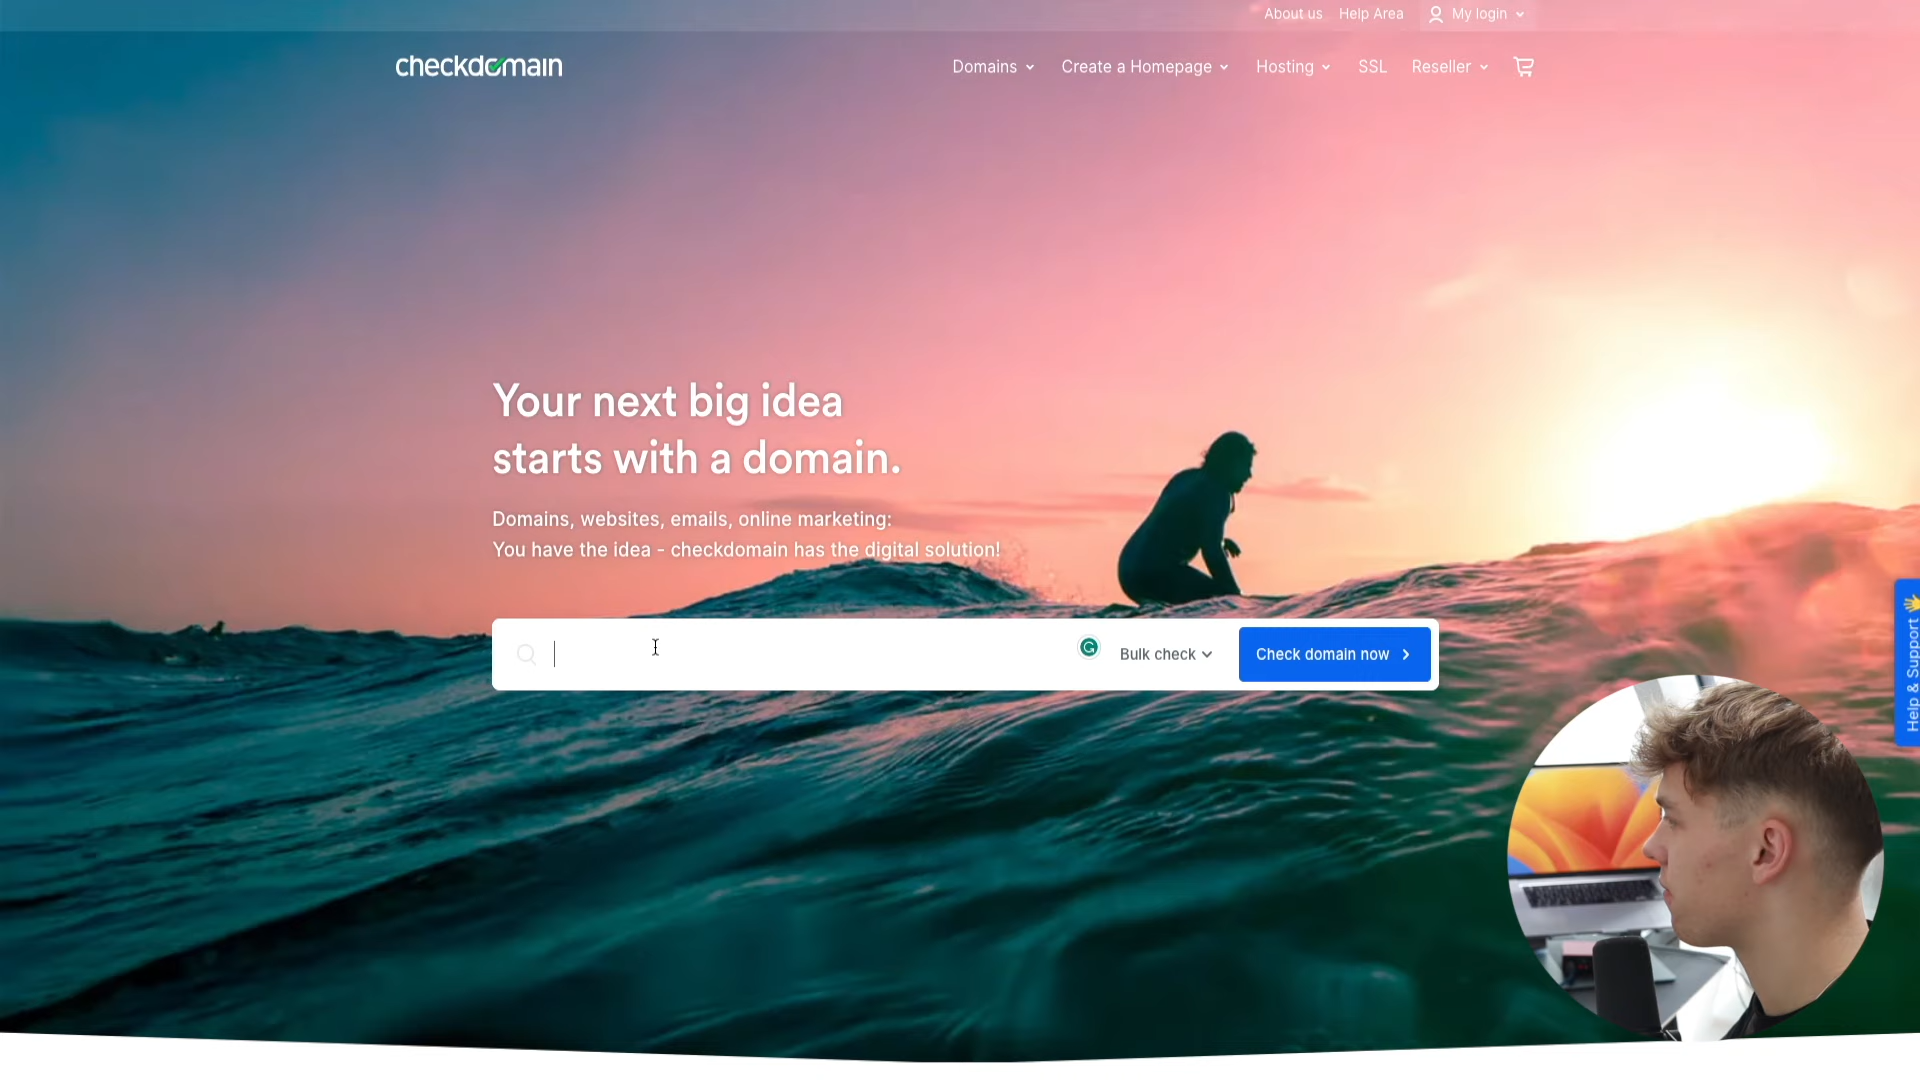 About us Help Area My login
checkdomain Domains Create a Homepage Hosting SSL Reseller
Your next big idea
starts with a domain.
Domains, websites, emails, online marketing:
You have the idea - checkdomain has the digital solution!
Bulk check Check domain now
Help & Support